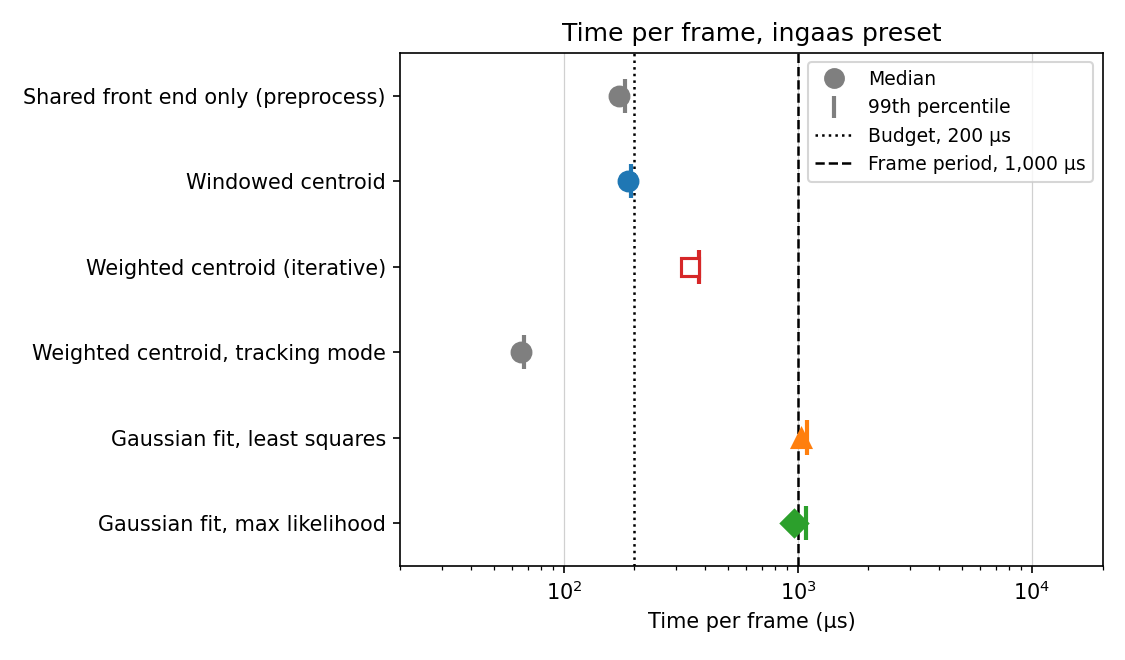 Time per frame, ingaas preset
Shared front end only (preprocess)
Windowed centroid
Weighted centroid (iterative)
Weighted centroid, tracking mode
Gaussian fit, least squares
Gaussian fit, max likelihood
Median
99th percentile
Budget, 200 µs
Frame period, 1,000 µs
10² 10³ 10⁴
Time per frame (µs)